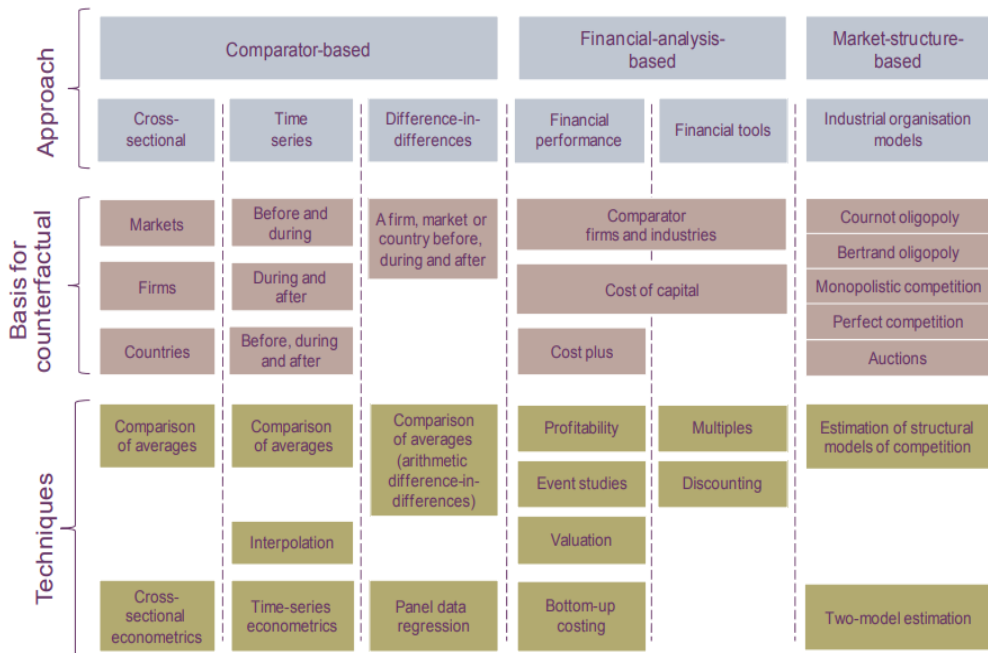 Approach
Comparator-based
Financial-analysis-
based
Market-structure-
based
Cross-
sectional
Time
series
Difference-in-
differences
Financial
performance
Financial tools
Industrial organisation
models
Basis for
counterfactual
Markets
Firms
Countries
Before and
during
During and
after
Before, during
and after
A firm, market or
country before,
during and after
Comparator
firms and industries
Cost of capital
Cost plus
Cournot oligopoly
Bertrand oligopoly
Monopolistic competition
Perfect competition
Auctions
Techniques
Comparison
of averages
Cross-
sectional
econometrics
Comparison
of averages
Interpolation
Time-series
econometrics
Comparison
of averages
(arithmetic
difference-in-
differences)
Panel data
regression
Profitability
Event studies
Valuation
Bottom-up
costing
Multiples
Discounting
Estimation of structural
models of competition
Two-model estimation